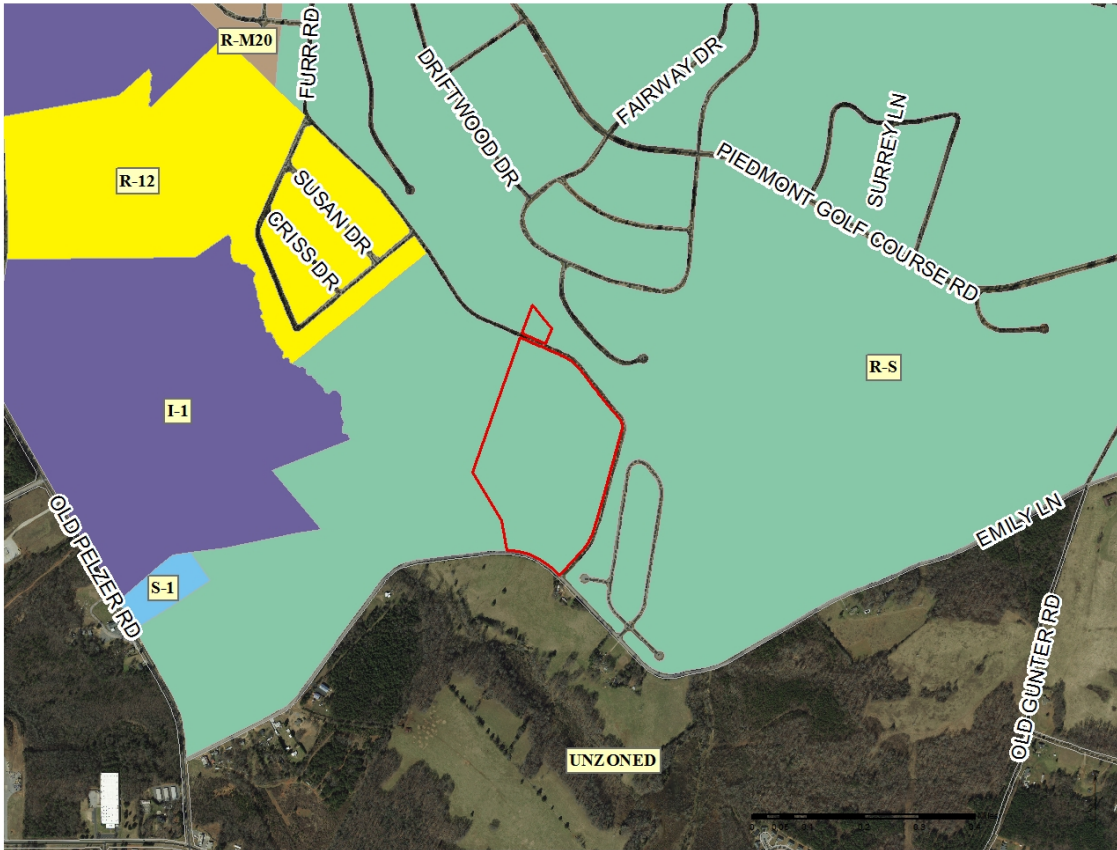 R-M20
FURR RD
DRIFTWOOD DR
FAIRWAY DR
PIEDMONT GOLF COURSE RD
SURREY LN
R-12
SUSAN DR
CRISS DR
R-S
I-1
OLD PELZER RD
EMILY LN
S-1
OLD GUNTER RD
UNZONED